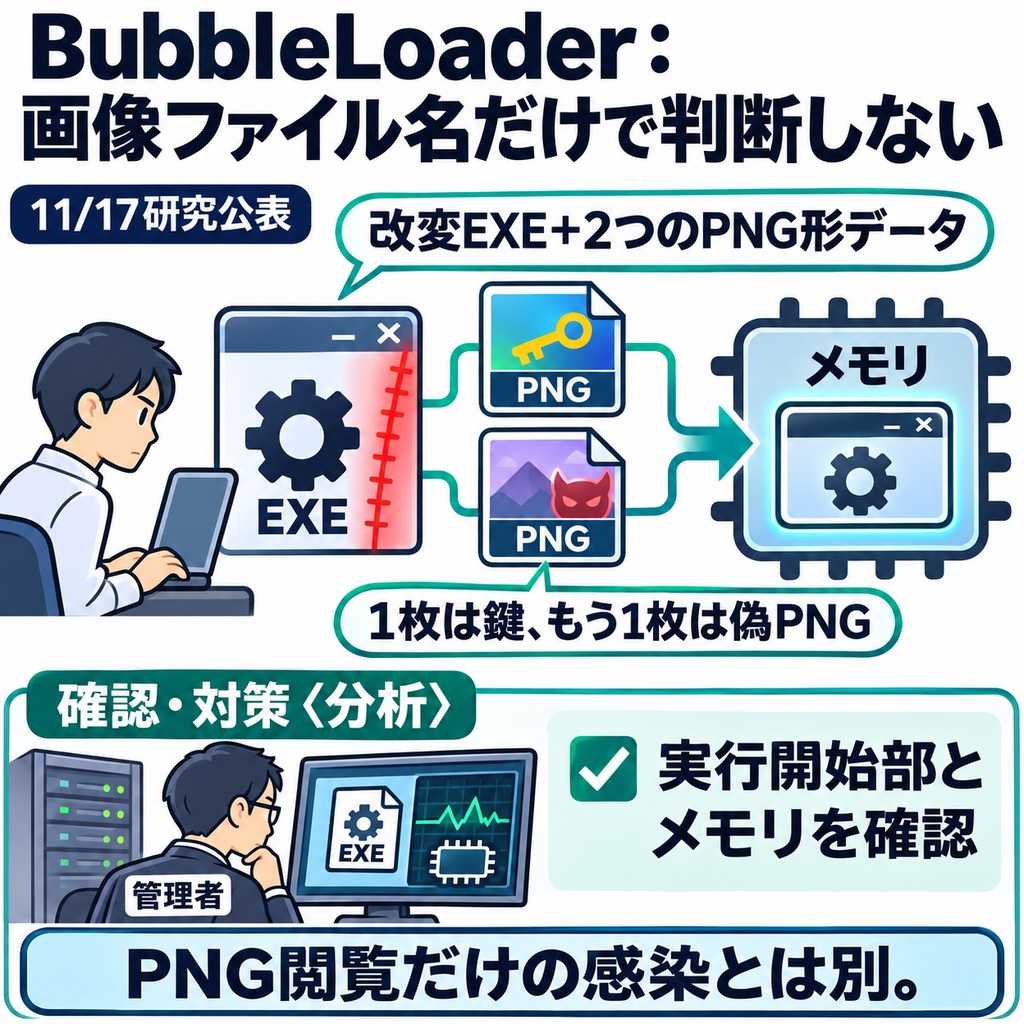 BubbleLoader：
画像ファイル名だけで判断しない
11/17研究公表
改変EXE+2つのPNG形データ
EXE
PNG
PNG
メモリ
1枚は鍵、もう1枚は偽PNG
確認・対策〈分析〉
EXE
管理者
実行開始部と
メモリを確認
PNG閲覧だけの感染とは別。